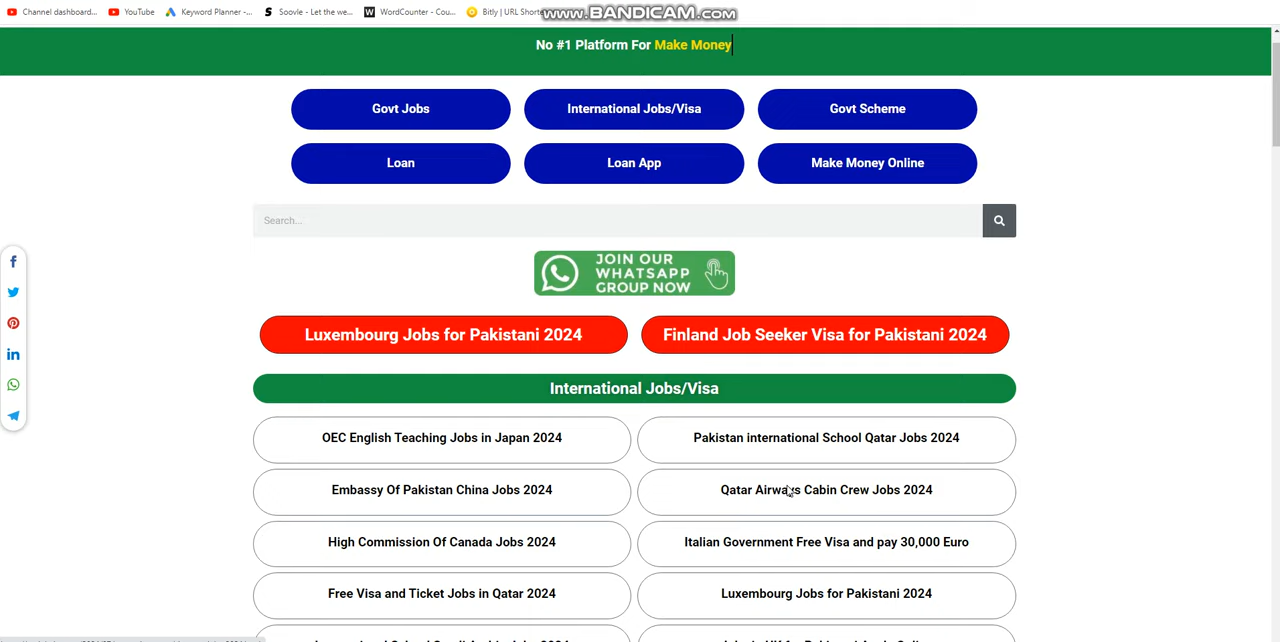 Channel dashboard...
YouTube
Keyword Planner -...
Soovle - Let the we...
WordCounter - Cou...
Bitly | URL Shorte
www.BANDICAM.com
No #1 Platform For Make Money
Govt Jobs
International Jobs/Visa
Govt Scheme
Loan
Loan App
Make Money Online
Search...
JOIN OUR
WHATSAPP
GROUP NOW
Luxembourg Jobs for Pakistani 2024
Finland Job Seeker Visa for Pakistani 2024
International Jobs/Visa
OEC English Teaching Jobs in Japan 2024
Pakistan international School Qatar Jobs 2024
Embassy Of Pakistan China Jobs 2024
Qatar Airways Cabin Crew Jobs 2024
High Commission Of Canada Jobs 2024
Italian Government Free Visa and pay 30,000 Euro
Free Visa and Ticket Jobs in Qatar 2024
Luxembourg Jobs for Pakistani 2024